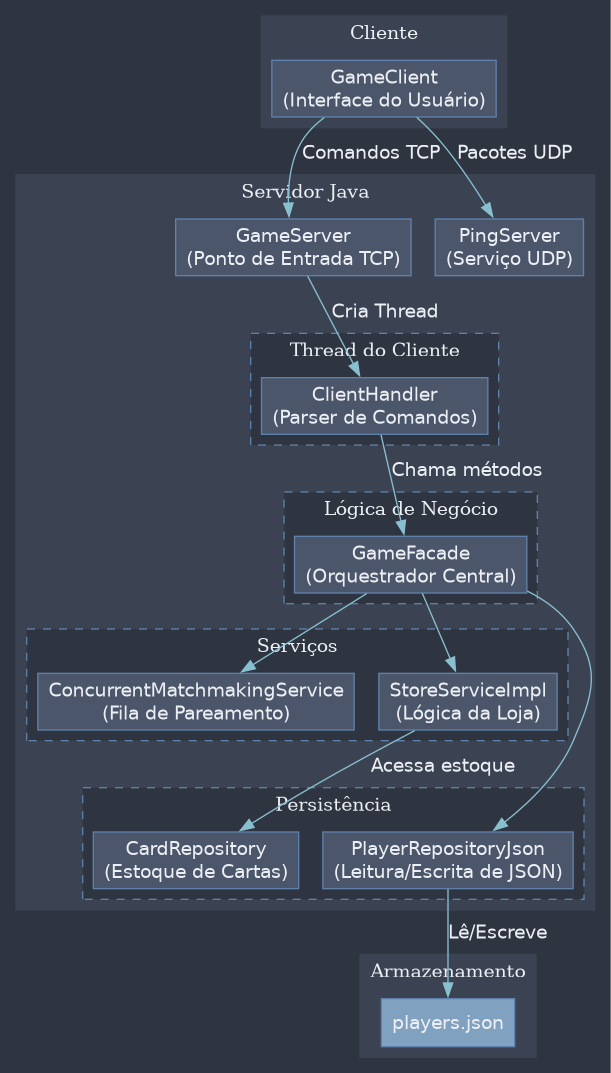 Cliente
GameClient
(Interface do Usuário)
Comandos TCP
Pacotes UDP
Servidor Java
GameServer
(Ponto de Entrada TCP)
PingServer
(Serviço UDP)
Cria Thread
Thread do Cliente
ClientHandler
(Parser de Comandos)
Chama métodos
Lógica de Negócio
GameFacade
(Orquestrador Central)
Serviços
ConcurrentMatchmakingService
(Fila de Pareamento)
StoreServiceImpl
(Lógica da Loja)
Acessa estoque
Persistência
CardRepository
(Estoque de Cartas)
PlayerRepositoryJson
(Leitura/Escrita de JSON)
Lê/Escreve
Armazenamento
players.json